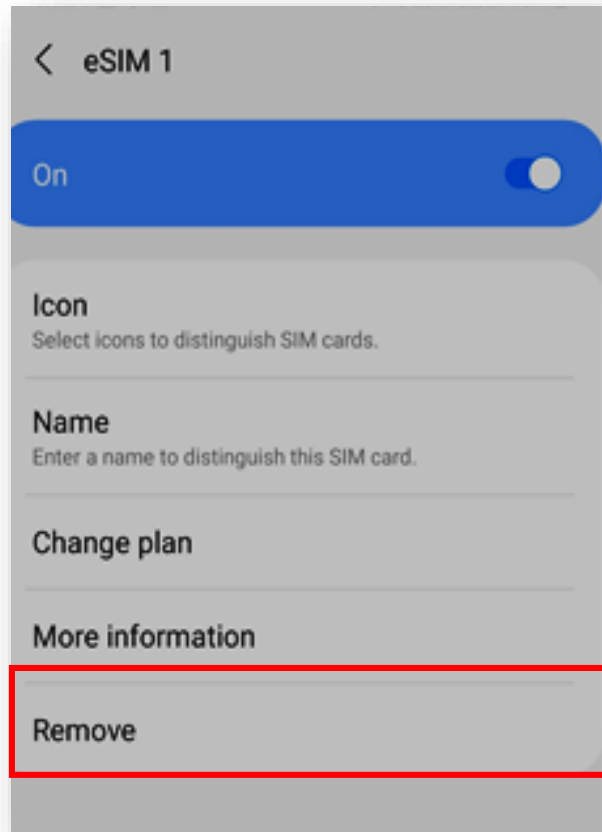 eSIM 1
On
Icon
Select icons to distinguish SIM cards.
Name
Enter a name to distinguish this SIM card.
Change plan
More information
Remove